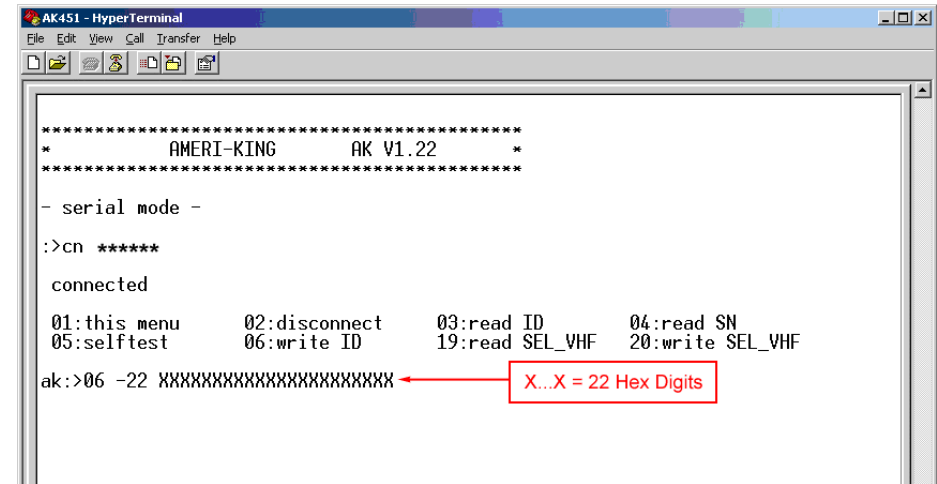 AK451 - HyperTerminal
File Edit View Call Transfer Help
*********************************************
* AMERI-KING AK V1.22 *
*********************************************
- serial mode -
:>cn ******
connected
01:this menu 02:disconnect 03:read ID 04:read SN
05:selftest 06:write ID 19:read SEL_VHF 20:write SEL_VHF
ak:>06 -22 XXXXXXXXXXXXXXXXXXXXXX
X...X = 22 Hex Digits